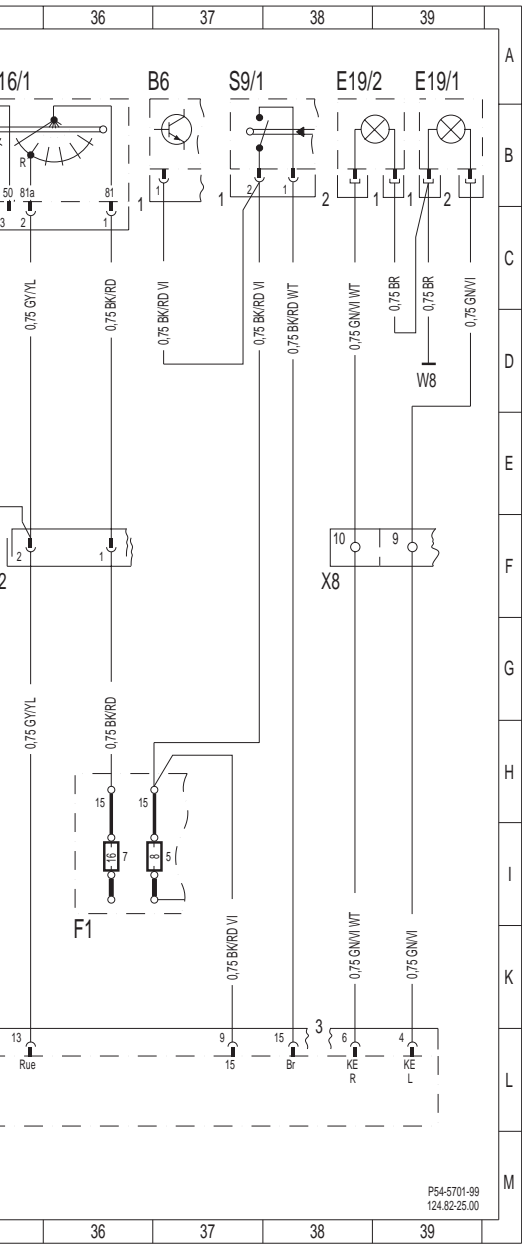 36 37 38 39
A
16/1 B6 S9/1 E19/2 E19/1
B
R
50 81a 81
3 2 1 1 1 1 2 1 2 1 1 2
C
0,75 GY/YL
0,75 BK/RD
0,75 BK/RD VI
0,75 BK/RD VI
0,75 BK/RD WT
0,75 GN/VI WT
0,75 BR
0,75 BR
0,75 GN/VI
D
W8
E
10 9
2 1
F
2 X8
G
0,75 GY/YL
0,75 BK/RD
H
15 15
16 7 8 5
I
F1
0,75 BK/RD VI
0,75 GN/VI WT
0,75 GN/VI
K
13 9 15 3 6 4
Rue 15 Br KE KE
R L
L
M
P54-5701-99
124.82-25.00
36 37 38 39